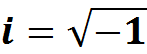 i = √−1